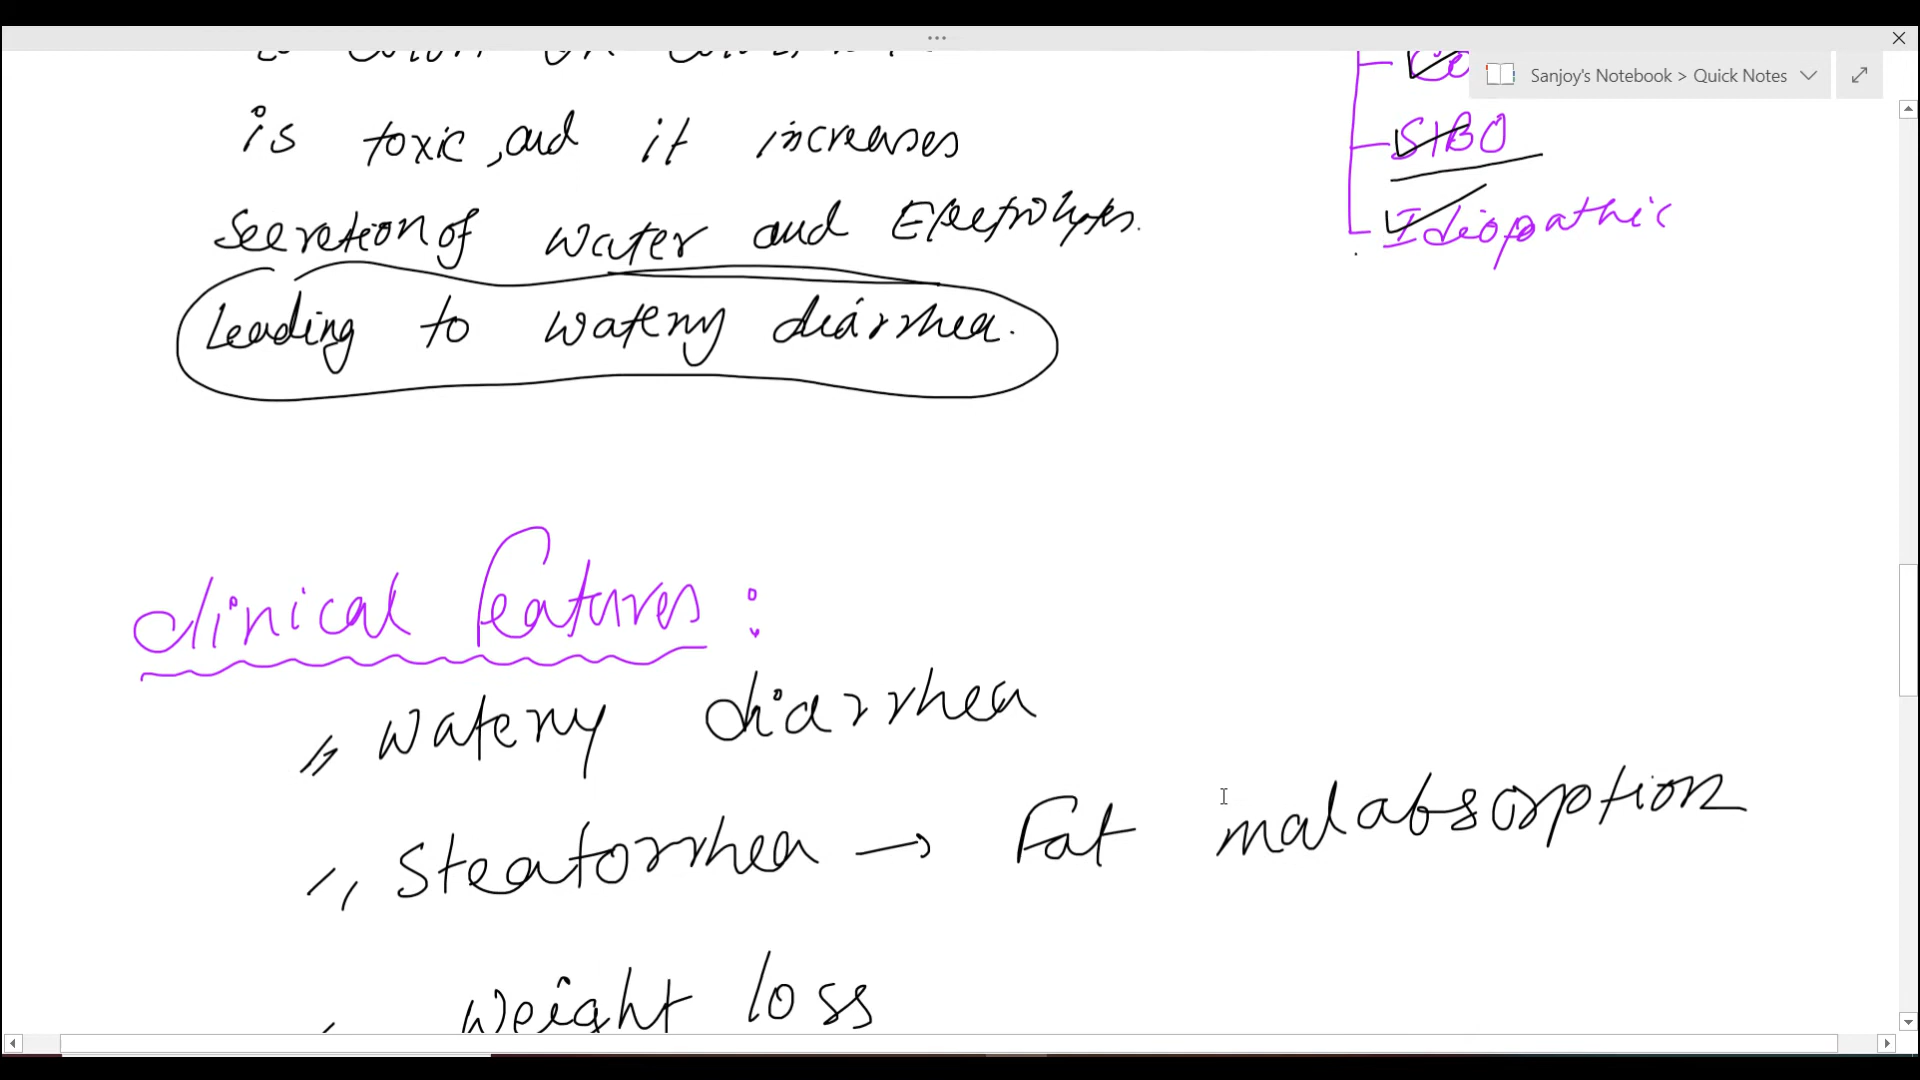 Sanjoy's Notebook > Quick Notes
is toxic, and it increases
secretion of water and Electrolytes.
Leading to watery diarrhea.
SIBO
Idiopathic
Clinical features :
watery diarrhea
Steatorrhea → Fat malabsorption
Weight loss